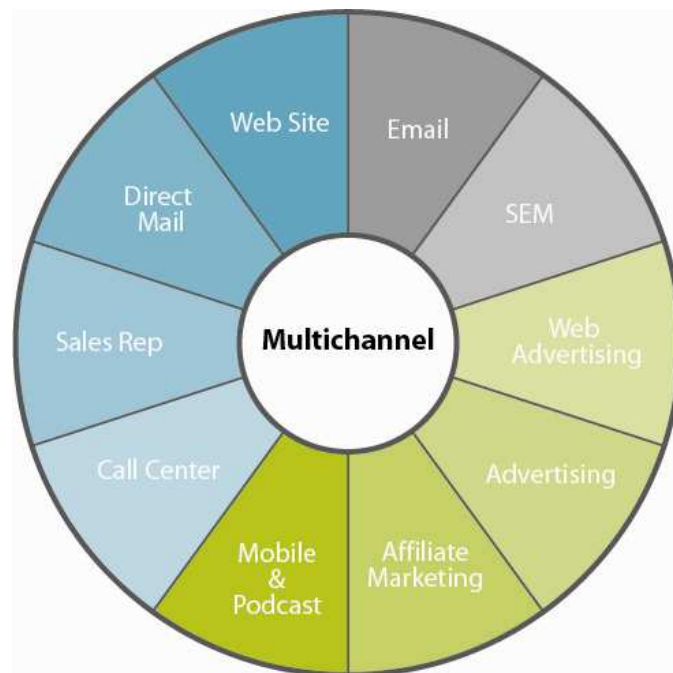 Web Site
Email
Direct
Mail
SEM
Sales Rep
Multichannel
Web
Advertising
Call Center
Advertising
Mobile
&
Podcast
Affiliate
Marketing